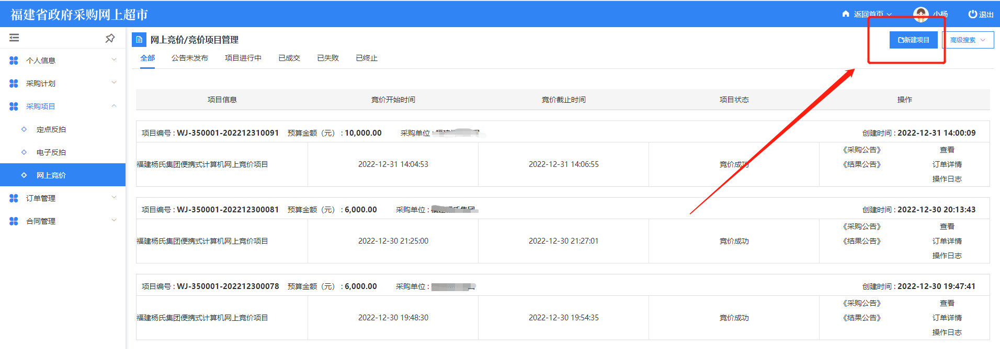 福建省政府采购网上超市
返回首页 小杨 退出
网上竞价/竞价项目管理
新建项目 高级搜索
全部 公告未发布 项目进行中 已成交 已失败 已终止
个人信息
采购计划
采购项目
定点反拍
电子反拍
网上竞价
订单管理
合同管理
项目信息 竞价开始时间 竞价截止时间 项目状态 操作
项目编号 : WJ-350001-202212310091 预算金额（元） : 10,000.00 采购单位 : 创建时间 : 2022-12-31 14:00:09
福建杨氏集团便携式计算机网上竞价项目 2022-12-31 14:04:53 2022-12-31 14:06:55 竞价成功
《采购公告》 查看
《结果公告》 订单详情
操作日志
项目编号 : WJ-350001-202212300081 预算金额（元） : 6,000.00 采购单位 : 创建时间 : 2022-12-30 20:13:43
福建杨氏集团便携式计算机网上竞价项目 2022-12-30 21:25:00 2022-12-30 21:27:01 竞价成功
《采购公告》 查看
《结果公告》 订单详情
操作日志
项目编号 : WJ-350001-202212300078 预算金额（元） : 6,000.00 采购单位 : 创建时间 : 2022-12-30 19:47:41
福建杨氏集团便携式计算机网上竞价项目 2022-12-30 19:48:30 2022-12-30 19:54:35 竞价成功
《采购公告》 查看
《结果公告》 订单详情
操作日志